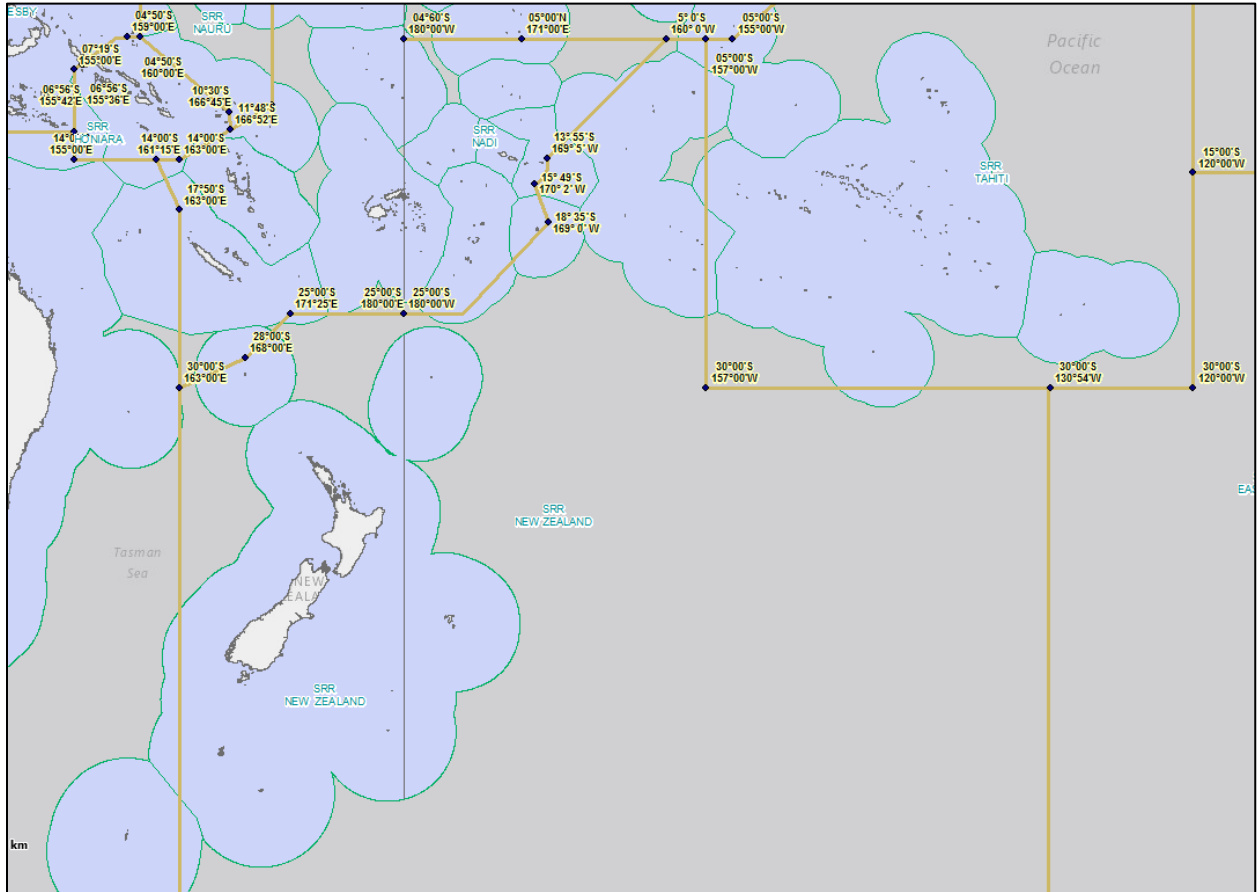 ESBY
SRR
NAURU
04°50'S
159°00'E
04°60'S
180°00'W
05°00'N
171°00'E
5° 0'S
160° 0'W
05°00'S
155°00'W
05°00'S
157°00'W
Pacific
Ocean
07°19'S
155°00'E
04°50'S
160°00'E
06°56'S
155°42'E
06°56'S
155°36'E
10°30'S
166°45'E
11°48'S
166°52'E
SRR
HONIARA
SRR
NADI
14°0
155°00'E
14°00'S
161°15'E
14°00'S
163°00'E
13° 55'S
169° 5' W
15° 49'S
170° 2' W
18° 35'S
169° 0' W
SRR
TAHITI
15°00'S
120°00'W
17°50'S
163°00'E
25°00'S
171°25'E
25°00'S
180°00'E
25°00'S
180°00'W
28°00'S
168°00'E
30°00'S
163°00'E
30°00'S
157°00'W
30°00'S
130°54'W
30°00'S
120°00'W
EAS
SRR
NEW ZEALAND
Tasman
Sea
NEW
EALA
SRR
NEW ZEALAND
km